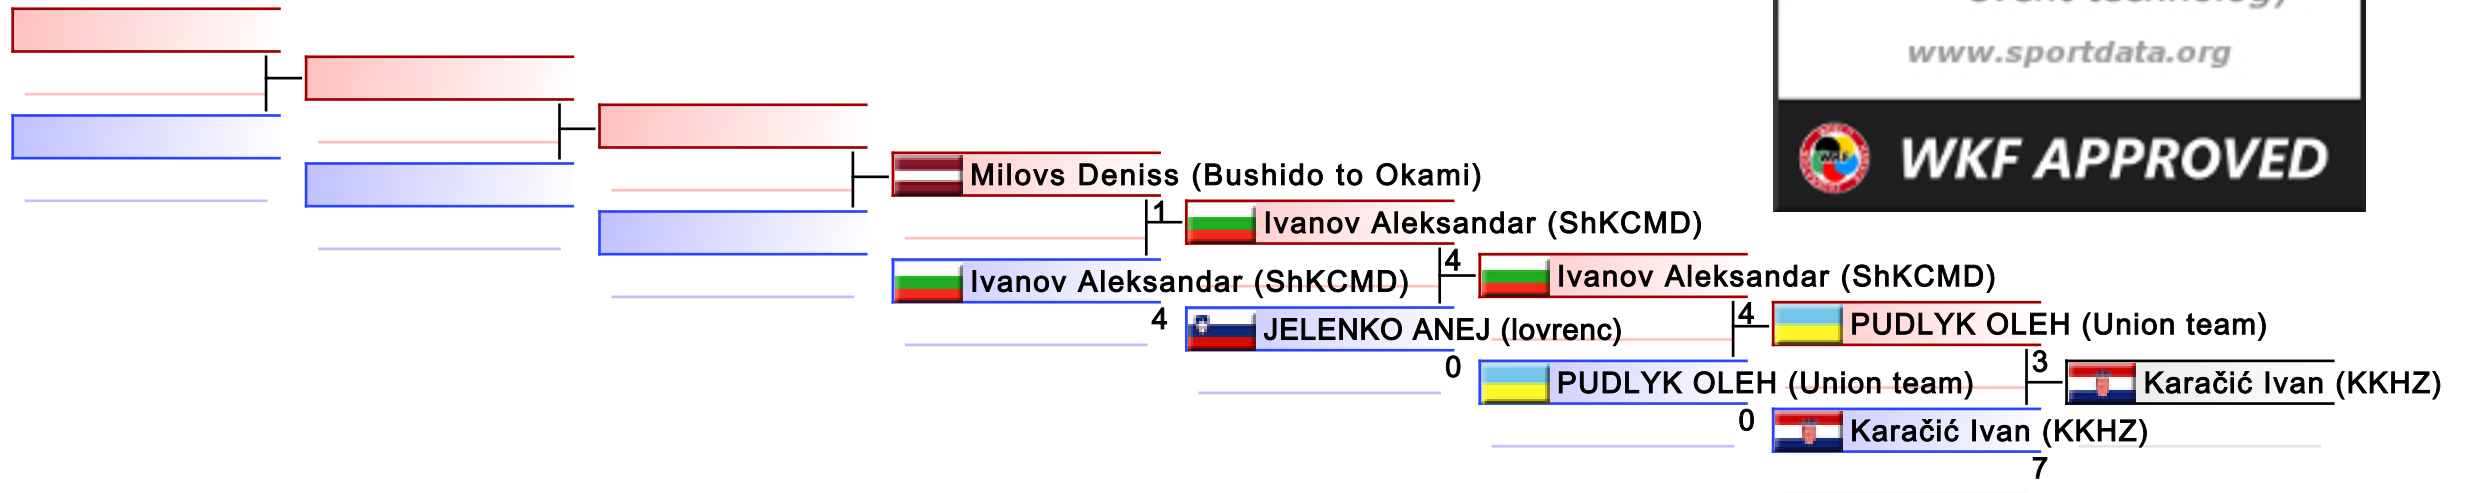 www.sportdata.org
WKF APPROVED
Milovs Deniss (Bushido to Okami)
1
Ivanov Aleksandar (ShKCMD)
4
Ivanov Aleksandar (ShKCMD)
Ivanov Aleksandar (ShKCMD)
4
JELENKO ANEJ (lovrenc)
0
4
PUDLYK OLEH (Union team)
PUDLYK OLEH (Union team)
0
3
Karačić Ivan (KKHZ)
Karačić Ivan (KKHZ)
7